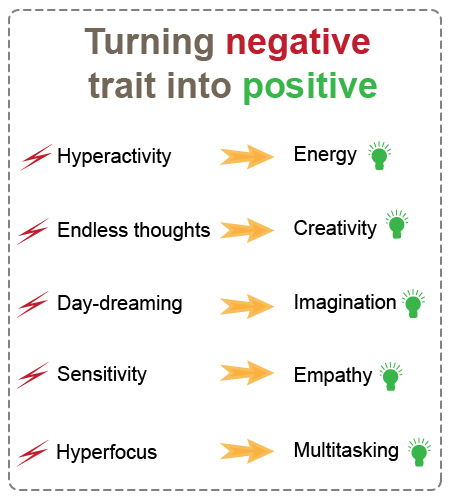 Turning negative
trait into positive
Hyperactivity Energy
Endless thoughts Creativity
Day-dreaming Imagination
Sensitivity Empathy
Hyperfocus Multitasking